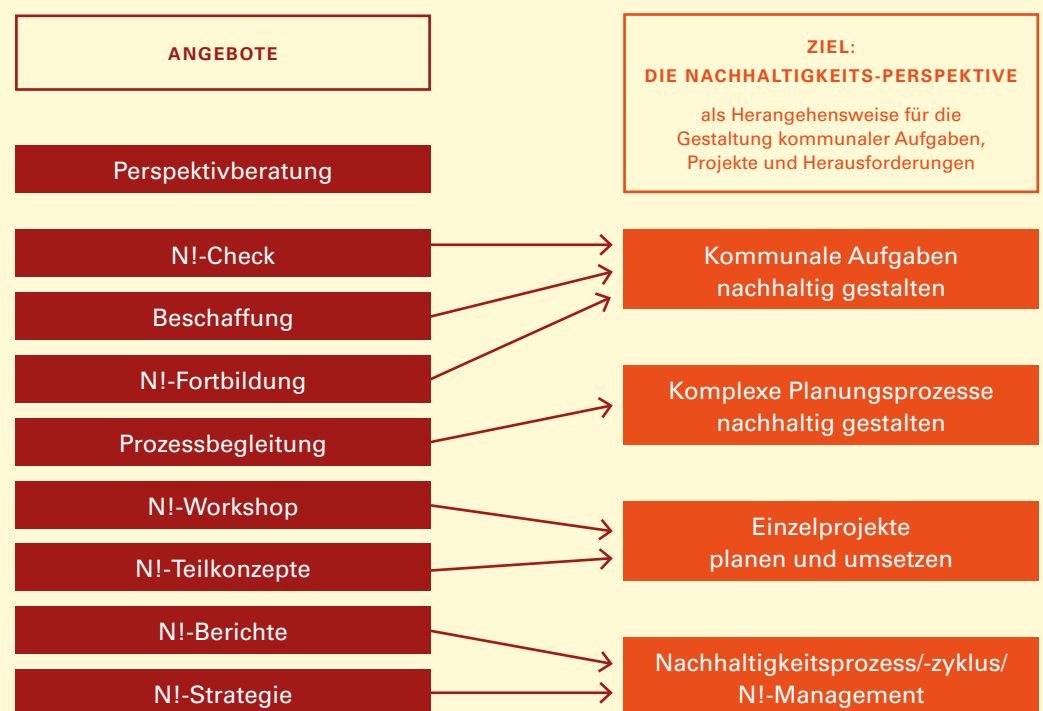 ANGEBOTE
Perspektivberatung
N!-Check
Beschaffung
N!-Fortbildung
Prozessbegleitung
N!-Workshop
N!-Teilkonzepte
N!-Berichte
N!-Strategie
ZIEL:
DIE NACHHALTIGKEITS-PERSPEKTIVE
als Herangehensweise für die
Gestaltung kommunaler Aufgaben,
Projekte und Herausforderungen
Kommunale Aufgaben
nachhaltig gestalten
Komplexe Planungsprozesse
nachhaltig gestalten
Einzelprojekte
planen und umsetzen
Nachhaltigkeitsprozess/-zyklus/
N!-Management